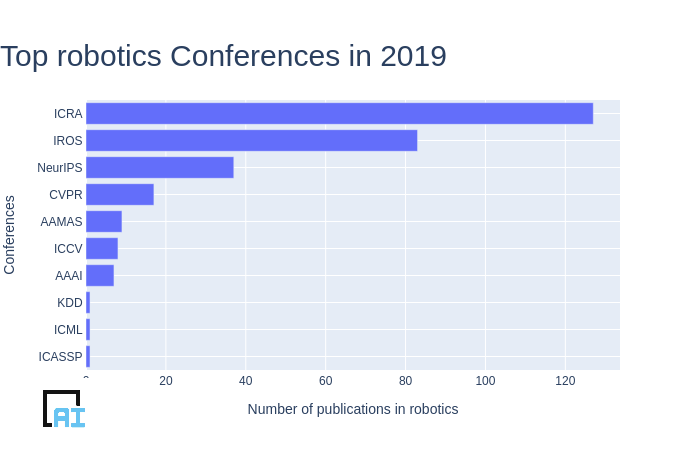 Top robotics Conferences in 2019
ICRA
IROS
NeurIPS
CVPR
AAMAS
ICCV
AAAI
KDD
ICML
ICASSP
Conferences
20 40 60 80 100 120
Number of publications in robotics
AI